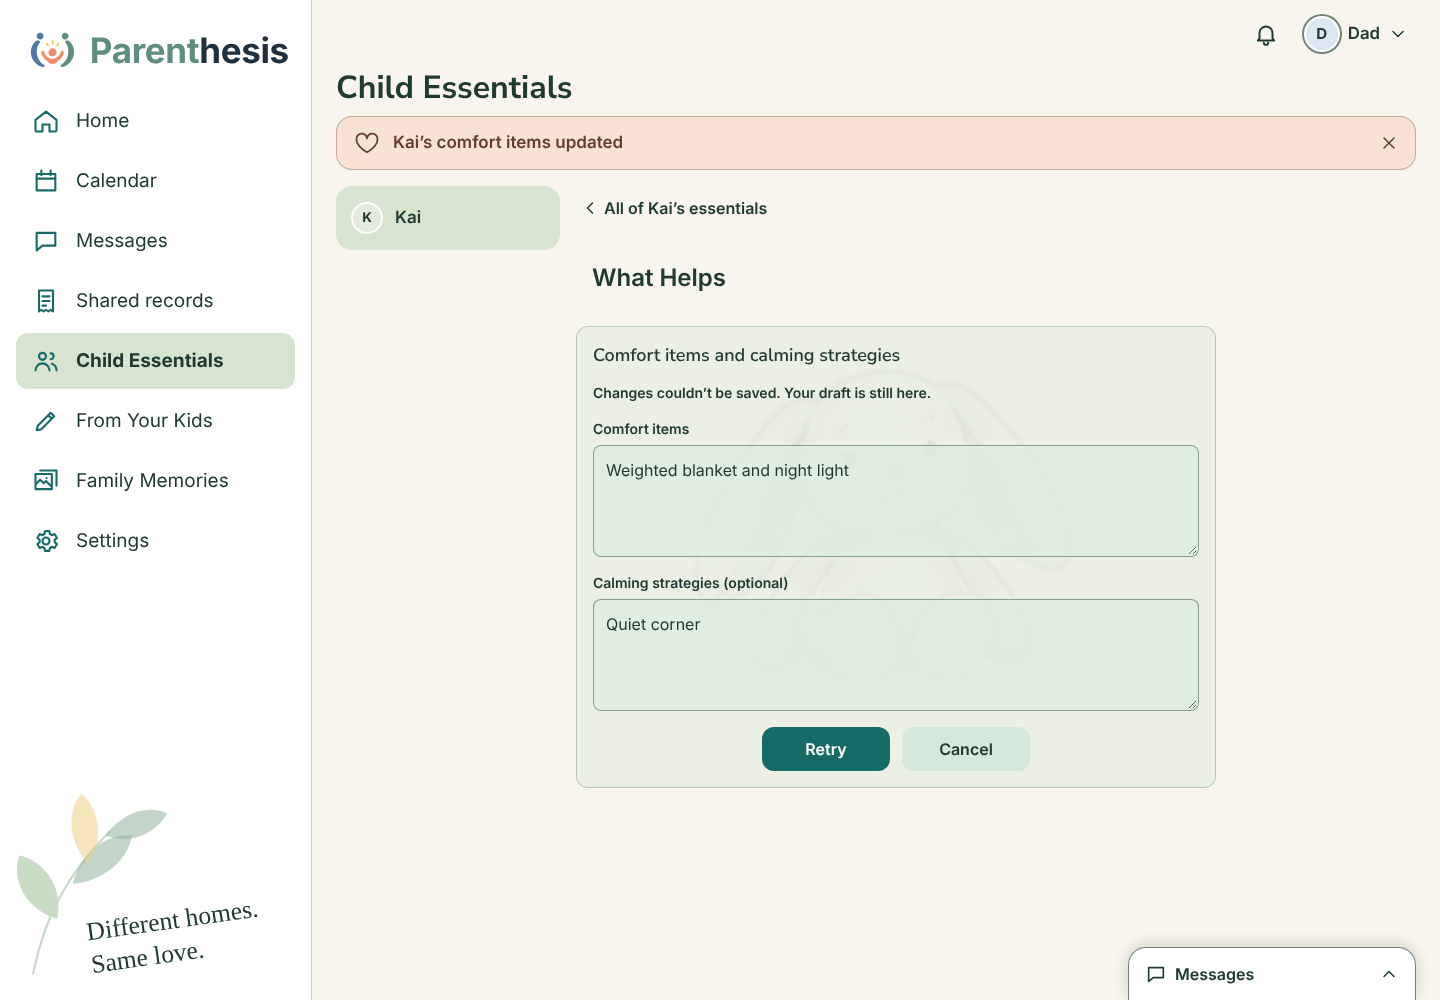 Parenthesis
Home
Calendar
Messages
Shared records
Child Essentials
From Your Kids
Family Memories
Settings
Different homes.
Same love.
D Dad
Child Essentials
Kai’s comfort items updated
K Kai
All of Kai’s essentials
What Helps
Comfort items and calming strategies
Changes couldn’t be saved. Your draft is still here.
Comfort items
Weighted blanket and night light
Calming strategies (optional)
Quiet corner
Retry Cancel
Messages